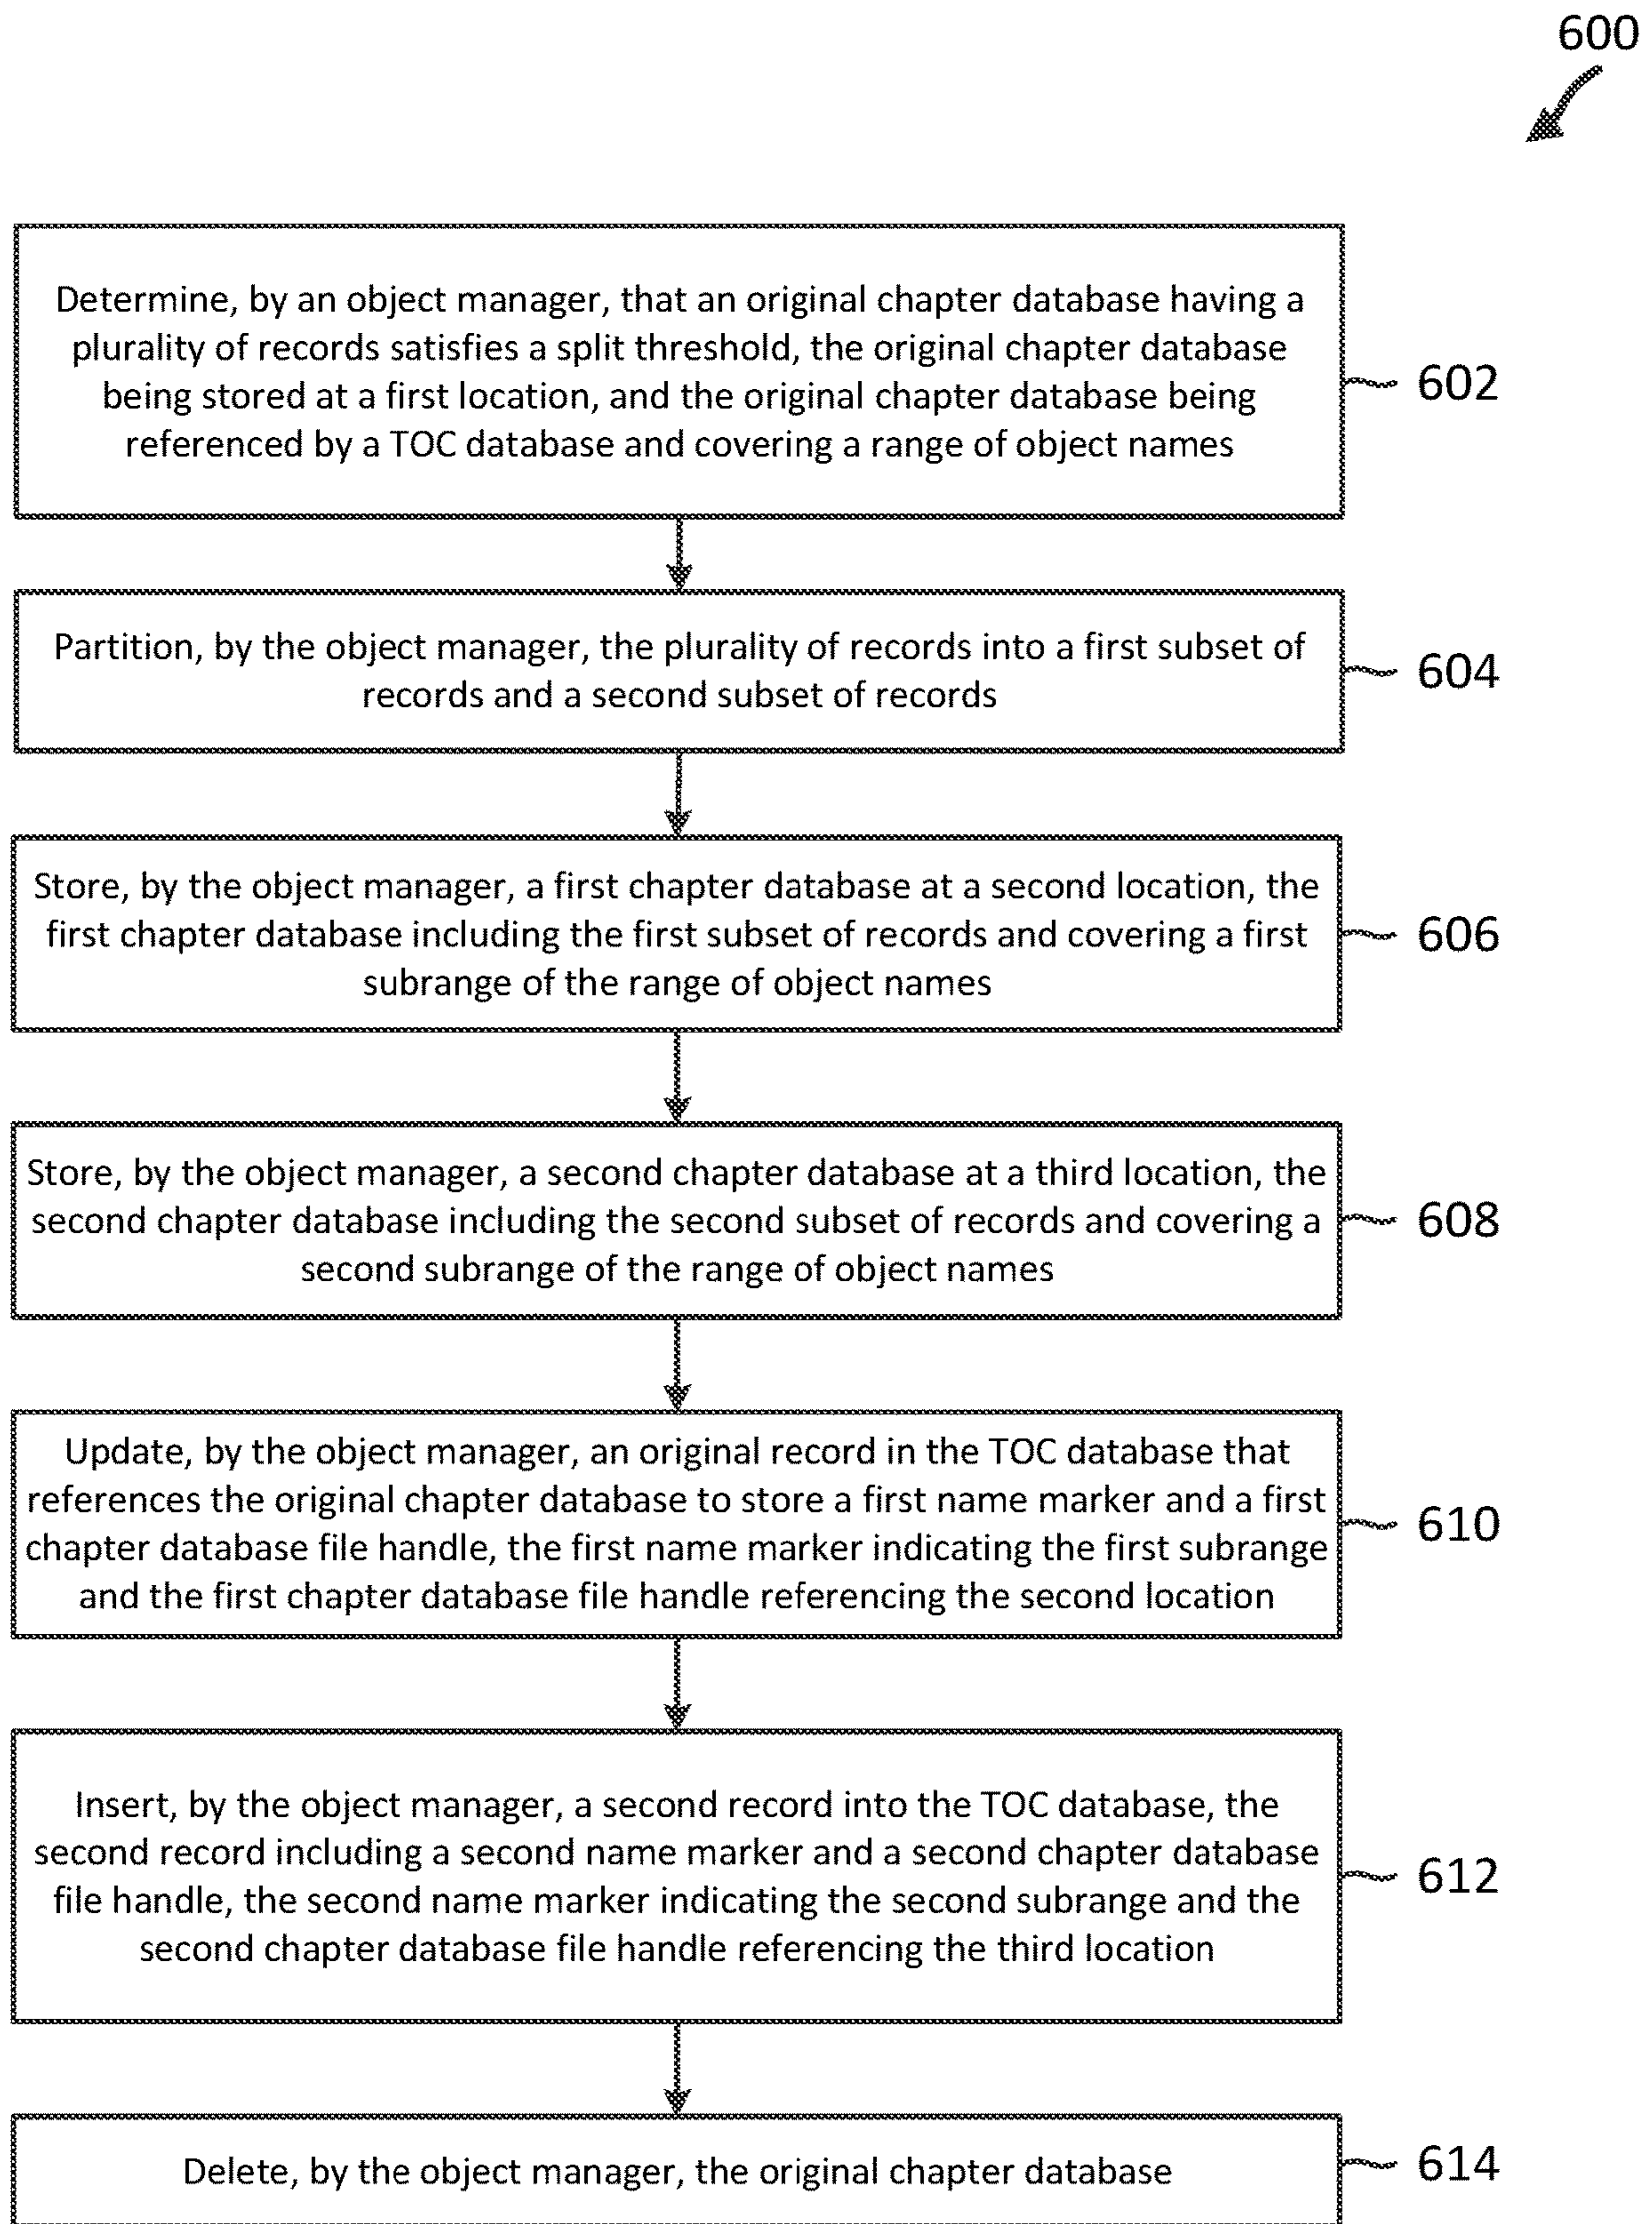 600
Determine, by an object manager, that an original chapter database having a
plurality of records satisfies a split threshold, the original chapter database
being stored at a first location, and the original chapter database being
referenced by a TOC database and covering a range of object names
602
Partition, by the object manager, the plurality of records into a first subset of
records and a second subset of records
604
Store, by the object manager, a first chapter database at a second location, the
first chapter database including the first subset of records and covering a first
subrange of the range of object names
606
Store, by the object manager, a second chapter database at a third location, the
second chapter database including the second subset of records and covering a
second subrange of the range of object names
608
Update, by the object manager, an original record in the TOC database that
references the original chapter database to store a first name marker and a first
chapter database file handle, the first name marker indicating the first subrange
and the first chapter database file handle referencing the second location
610
Insert, by the object manager, a second record into the TOC database, the
second record including a second name marker and a second chapter database
file handle, the second name marker indicating the second subrange and the
second chapter database file handle referencing the third location
612
Delete, by the object manager, the original chapter database
614